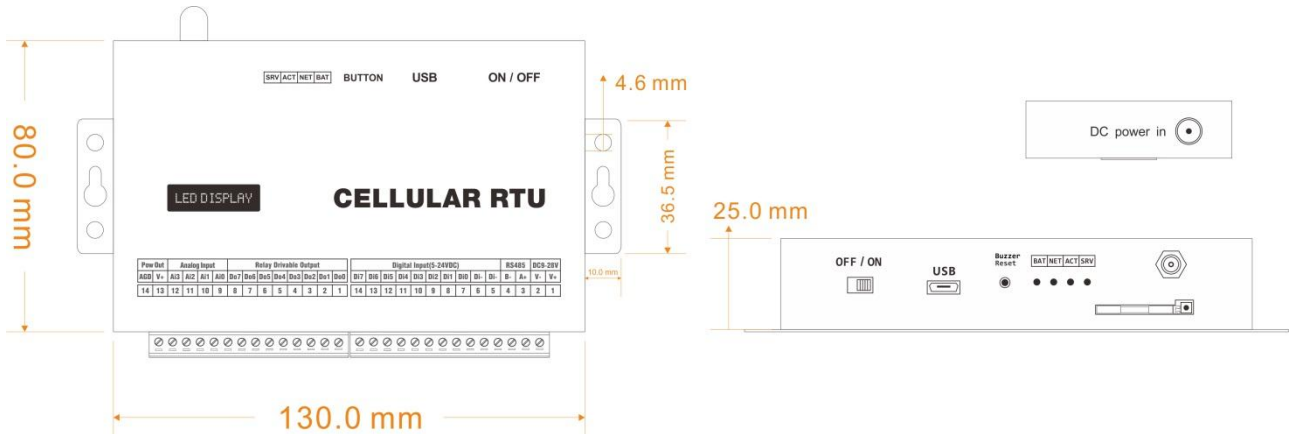 SRV ACT NET BAT BUTTON USB ON / OFF
4.6 mm
80.0 mm
36.5 mm
LED DISPLAY
CELLULAR RTU
10.0 mm
Pow Out Analog Input Relay Drivable Output Digital Input(5-24VDC) RS485 DC9-28V
AGD V+ Ai3 Ai2 Ai1 Ai0 Do7 Do6 Do5 Do4 Do3 Do2 Do1 Do0 Di7 Di6 Di5 Di4 Di3 Di2 Di1 Di0 Di- Di- B- A+ V- V+
14 13 12 11 10 9 8 7 6 5 4 3 2 1 14 13 12 11 10 9 8 7 6 5 4 3 2 1
130.0 mm
DC power in
25.0 mm
OFF / ON
USB
Buzzer
Reset
BAT NET ACT SRV